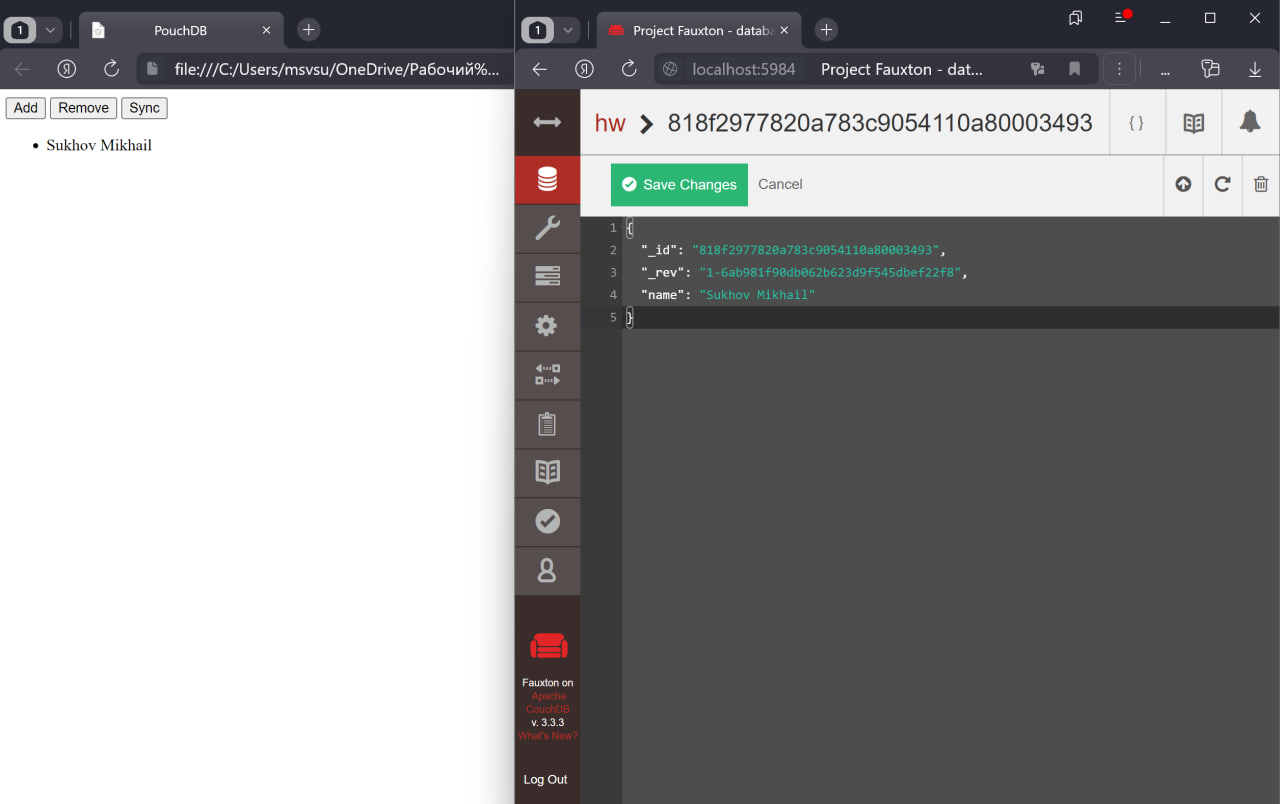 1
PouchDB
file:///C:/Users/msvsu/OneDrive/Рабочий%...
Add Remove Sync
Sukhov Mikhail
1
Project Fauxton - databa
localhost:5984 Project Fauxton - dat...
hw 818f2977820a783c9054110a80003493 { }
Save Changes Cancel
1 {
2 "_id": "818f2977820a783c9054110a80003493",
3 "_rev": "1-6ab981f90db062b623d9f545dbef22f8",
4 "name": "Sukhov Mikhail"
5 }
Fauxton on
Apache
CouchDB
v. 3.3.3
What's New?
Log Out